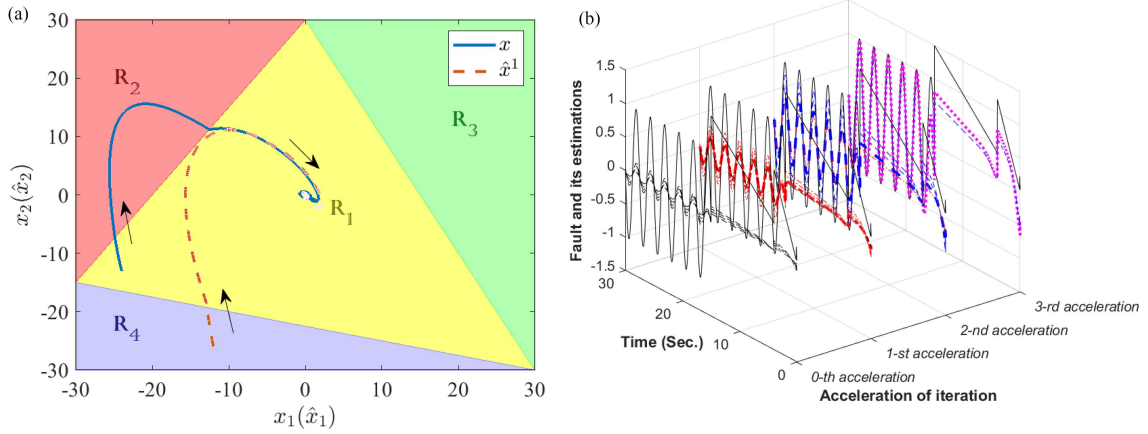 (a)
30
20
10
0
-10
-20
-30
-30
-20
-10
0
10
20
30
x₂(x̂₂)
x₁(x̂₁)
R₂
R₃
R₁
R₄
x
x̂¹
(b)
1.5
1
0.5
0
-0.5
-1
-1.5
30
20
10
0
Fault and its estimations
Time (Sec.)
3-rd acceleration
2-nd acceleration
1-st acceleration
0-th acceleration
Acceleration of iteration